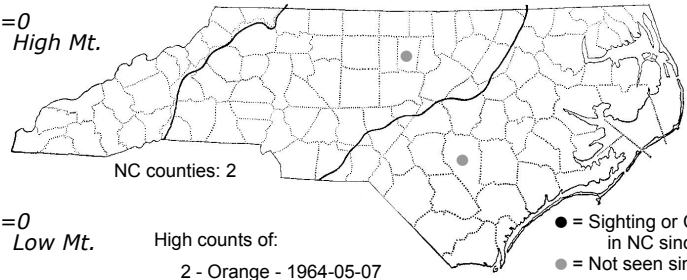 =0
High Mt.
NC counties: 2
=0
Low Mt.
High counts of:
2 - Orange - 1964-05-07
● = Sighting or
in NC sinc
● = Not seen sin